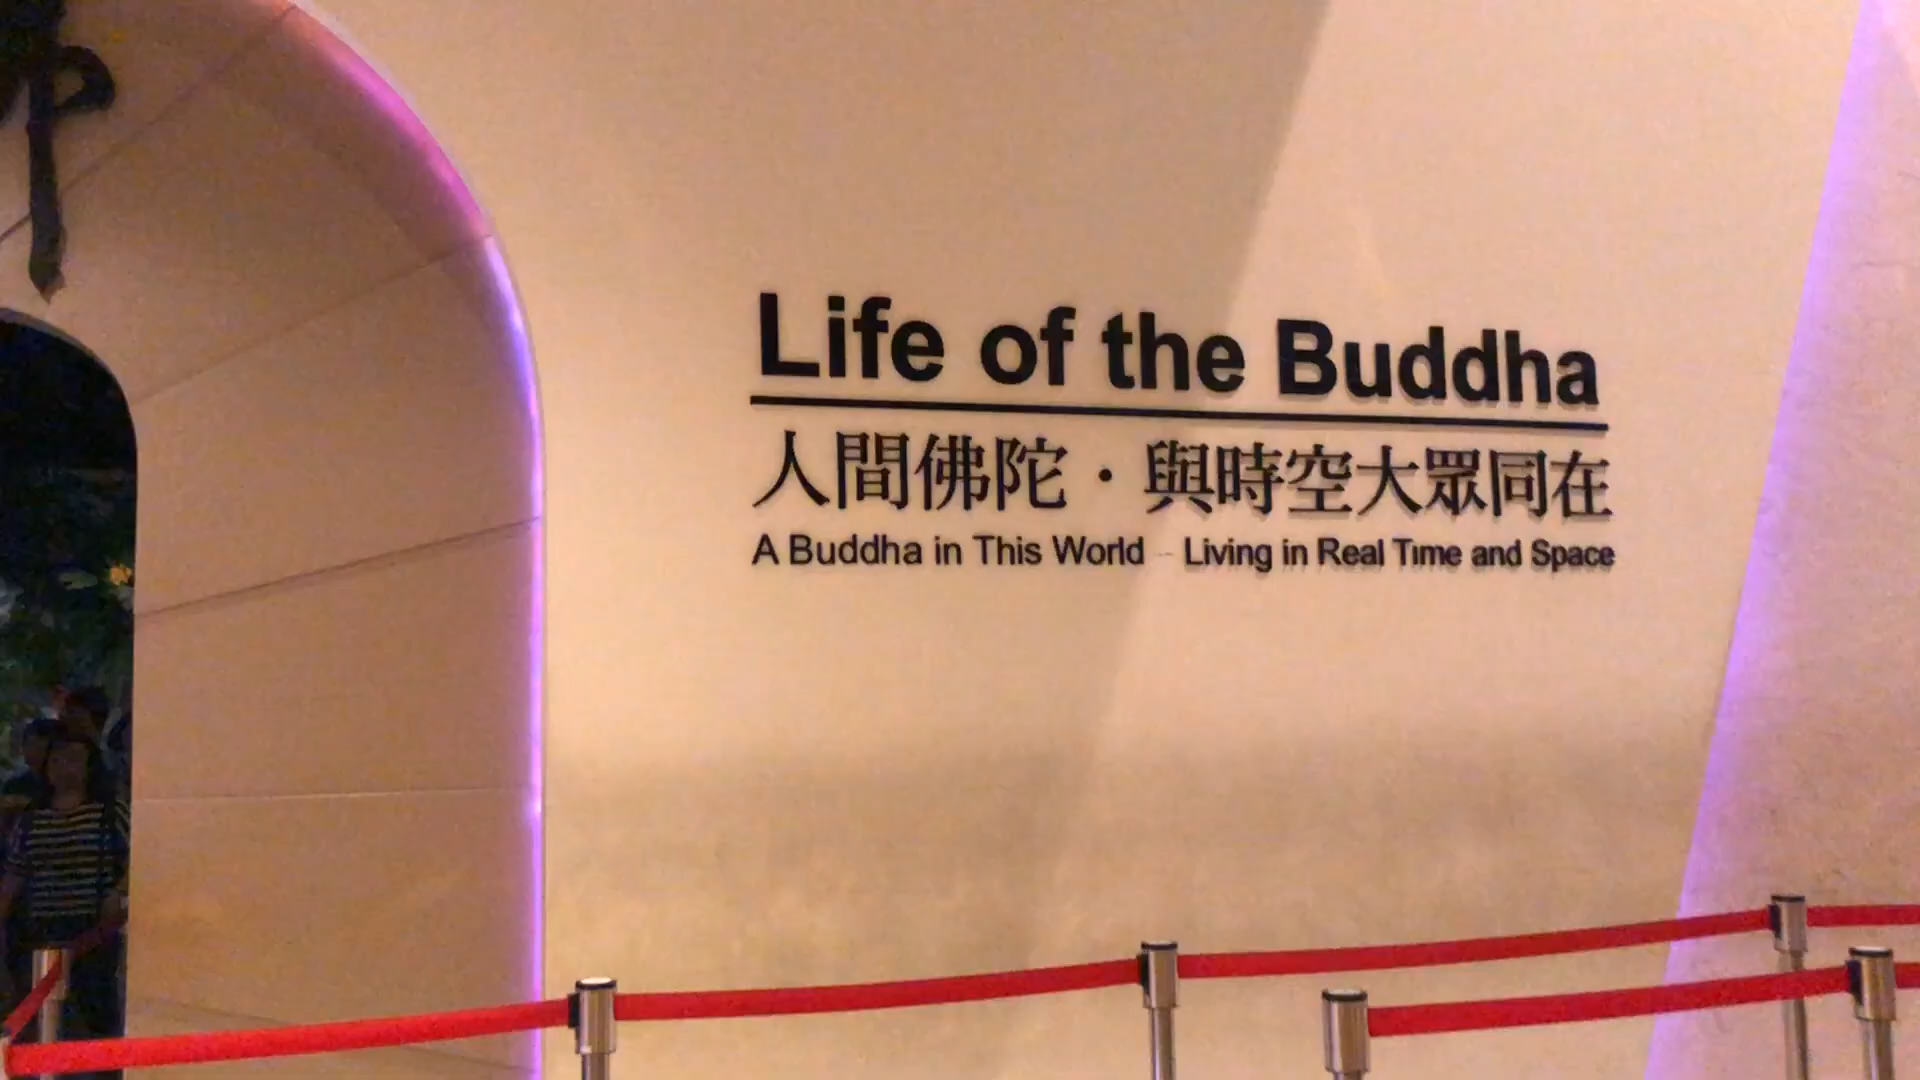 Life of the Buddha
人間佛陀・與時空大眾同在
A Buddha in This World – Living in Real Time and Space